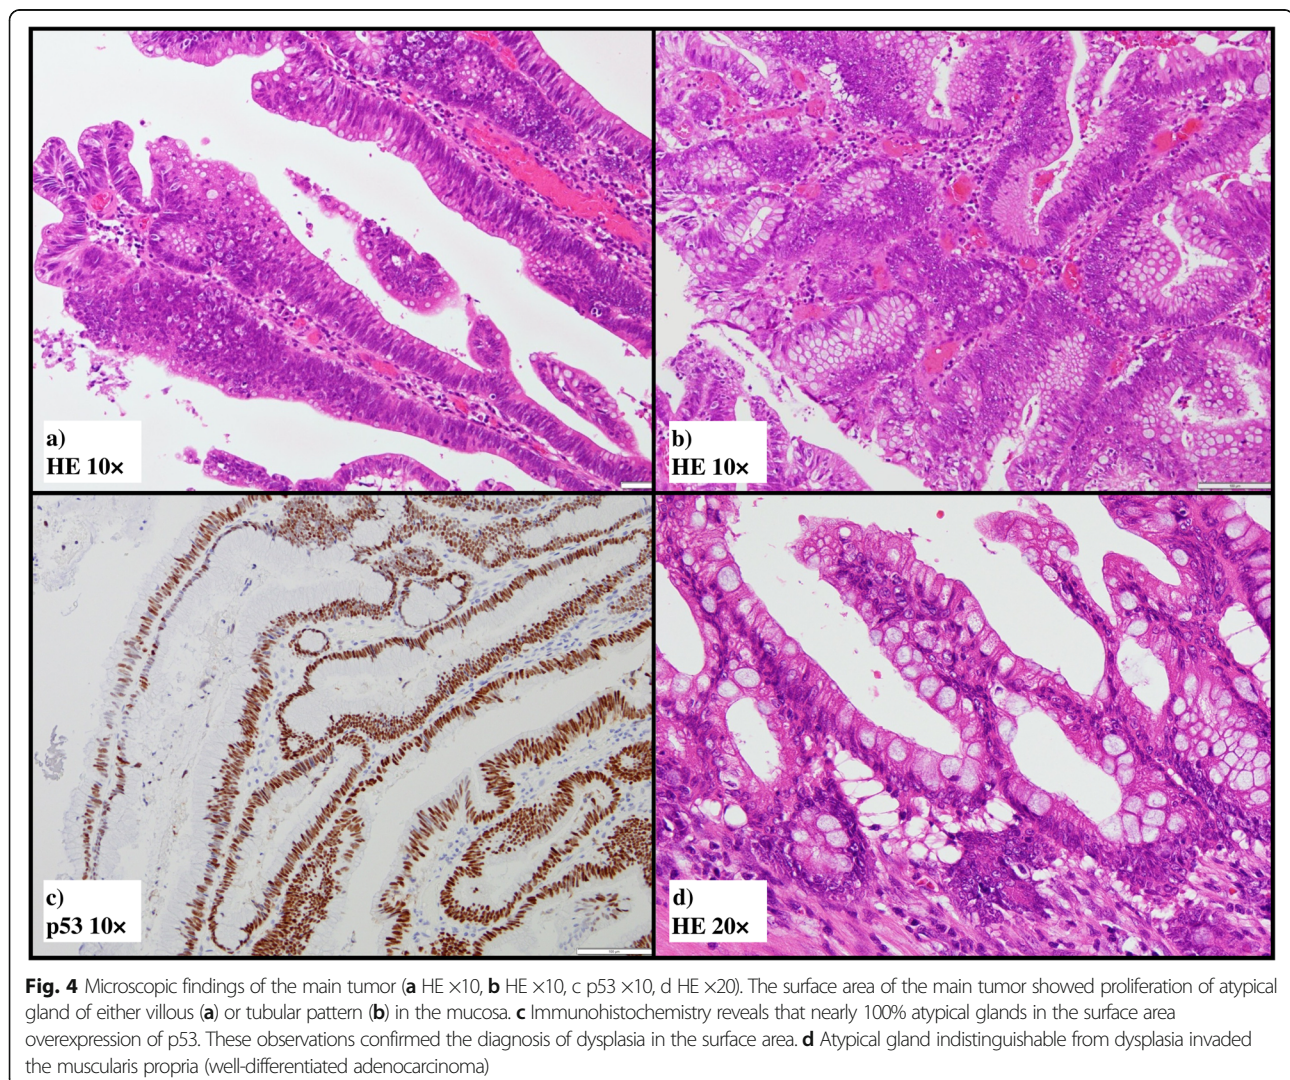 a)
HE 10×
b)
HE 10×
c)
p53 10×
d)
HE 20×
Fig. 4 Microscopic findings of the main tumor (a HE ×10, b HE ×10, c p53 ×10, d HE ×20). The surface area of the main tumor showed proliferation of atypical
gland of either villous (a) or tubular pattern (b) in the mucosa. c Immunohistochemistry reveals that nearly 100% atypical glands in the surface area
overexpression of p53. These observations confirmed the diagnosis of dysplasia in the surface area. d Atypical gland indistinguishable from dysplasia invaded
the muscularis propria (well-differentiated adenocarcinoma)